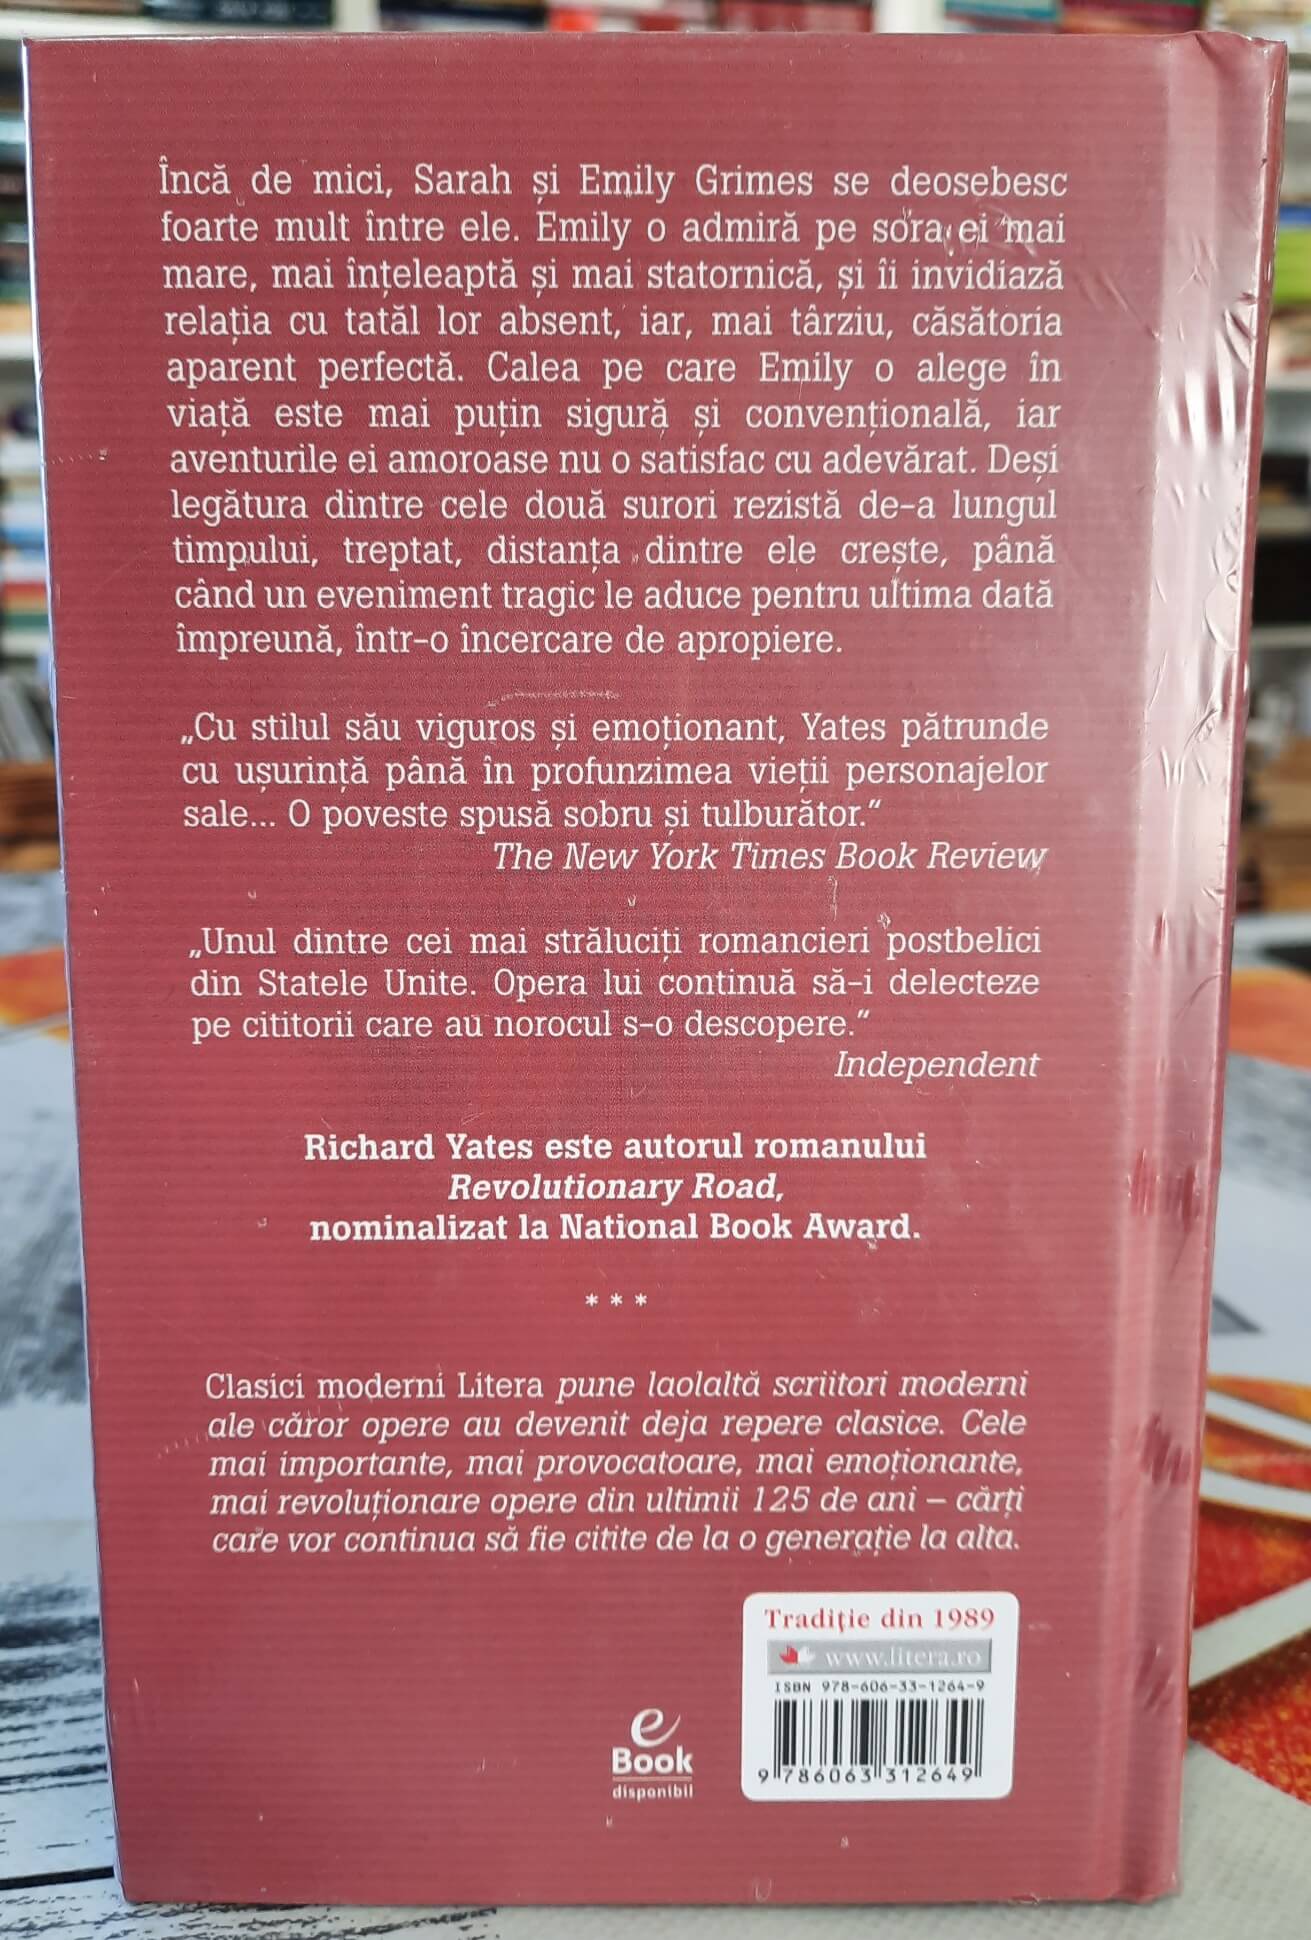 Încă de mici, Sarah și Emily Grimes se deosebesc
foarte mult între ele. Emily o admiră pe sora ei mai
mare, mai înțeleaptă și mai statornică, și îi invidiază
relația cu tatăl lor absent, iar, mai târziu, căsătoria
aparent perfectă. Calea pe care Emily o alege în
viață este mai puțin sigură și convențională, iar
aventurile ei amoroase nu o satisfac cu adevărat. Deși
legătura dintre cele două surori rezistă de-a lungul
timpului, treptat, distanța dintre ele crește, până
când un eveniment tragic le aduce pentru ultima dată
împreună, într-o încercare de apropiere.
„Cu stilul său viguros și emoționant, Yates pătrunde
cu ușurință până în profunzimea vieții personajelor
sale... O poveste spusă sobru și tulburător.“
The New York Times Book Review
„Unul dintre cei mai străluciți romancieri postbelici
din Statele Unite. Opera lui continuă să-i delecteze
pe cititorii care au norocul s-o descopere.“
Independent
Richard Yates este autorul romanului
Revolutionary Road,
nominalizat la National Book Award.
* * *
Clasici moderni Litera pune laolaltă scriitori moderni
ale căror opere au devenit deja repere clasice. Cele
mai importante, mai provocatoare, mai emoționante,
mai revoluționare opere din ultimii 125 de ani – cărți
care vor continua să fie citite de la o generație la alta.
Tradiție din 1989
www.litera.ro
ISBN 978-606-33-1264-9
9 786063 312649
e
Book
disponibil